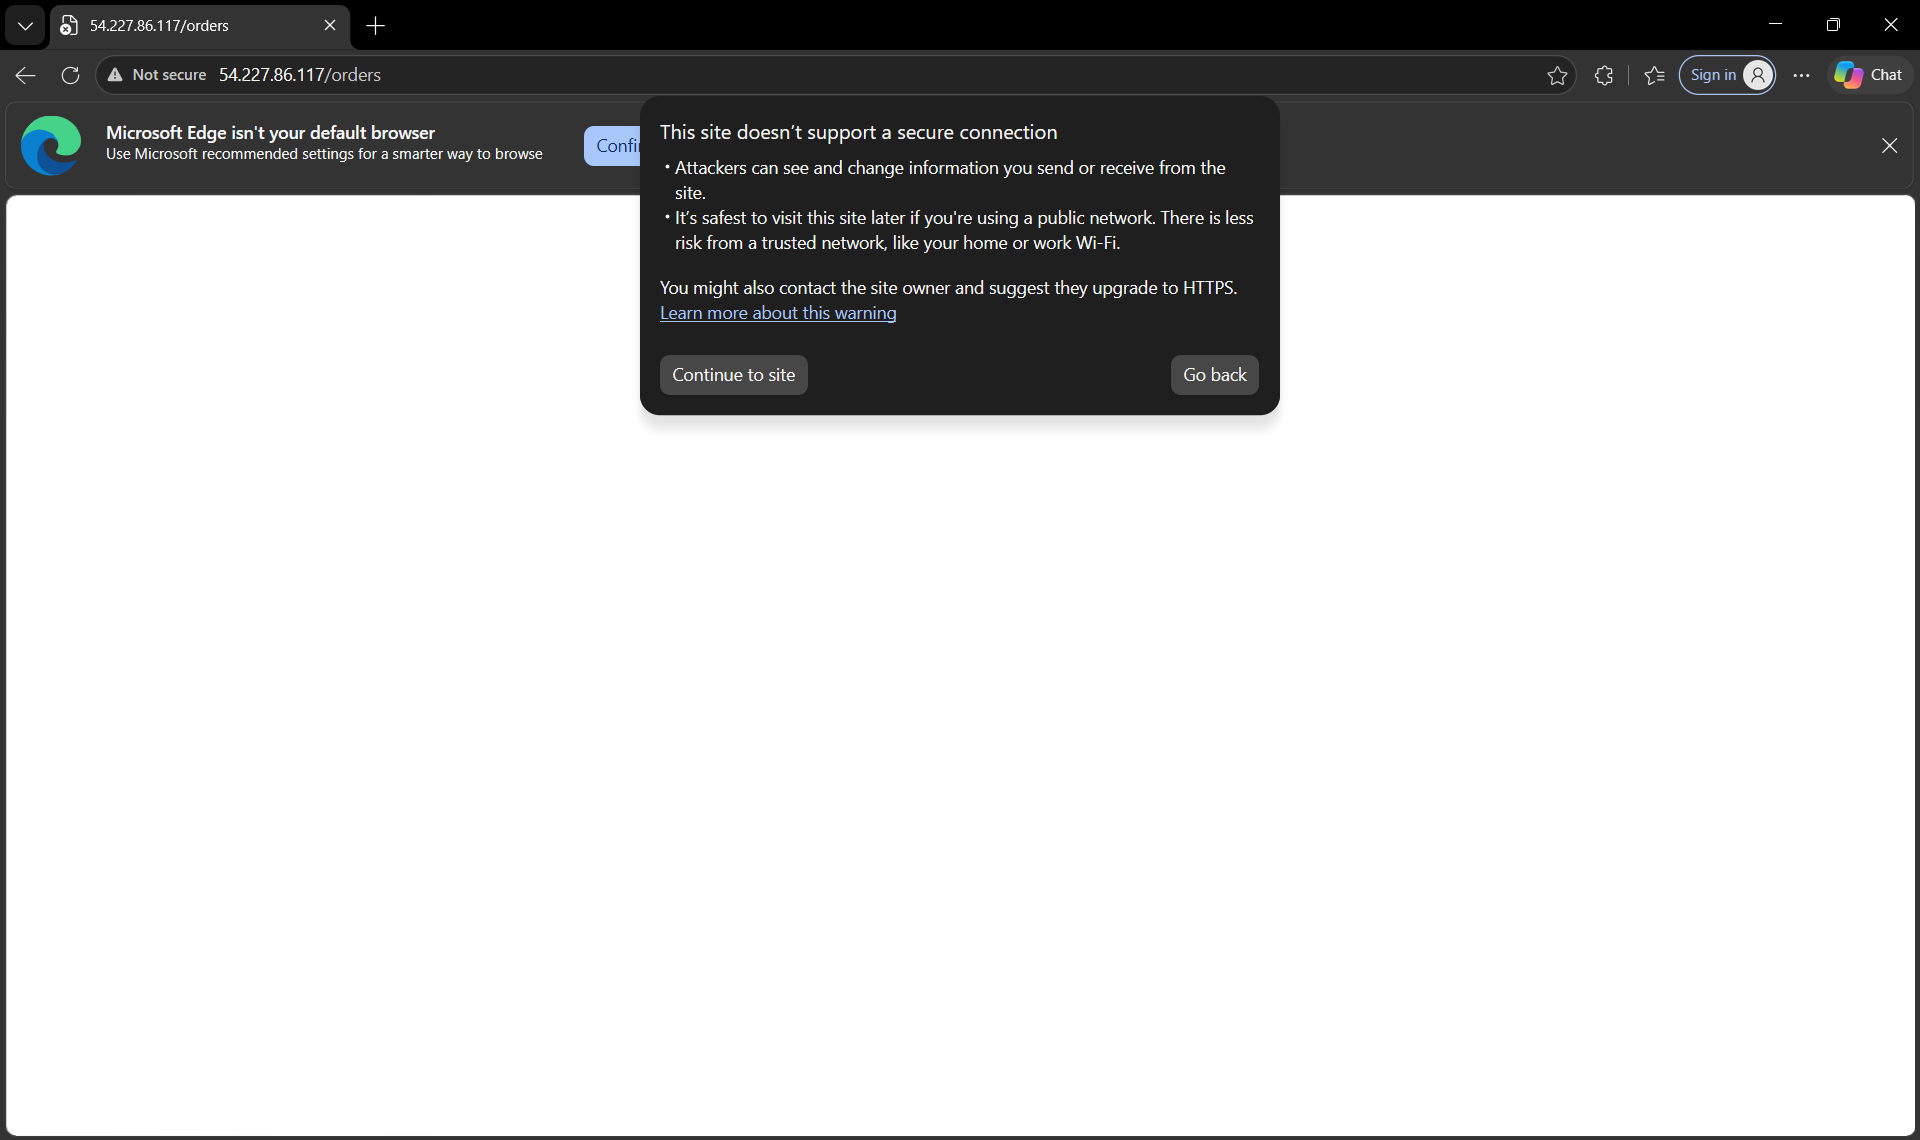 54.227.86.117/orders
Not secure 54.227.86.117/orders
Sign in
Chat
Microsoft Edge isn't your default browser
Use Microsoft recommended settings for a smarter way to browse
This site doesn't support a secure connection
• Attackers can see and change information you send or receive from the
site.
• It's safest to visit this site later if you're using a public network. There is less
risk from a trusted network, like your home or work Wi-Fi.
You might also contact the site owner and suggest they upgrade to HTTPS.
Learn more about this warning
Continue to site
Go back